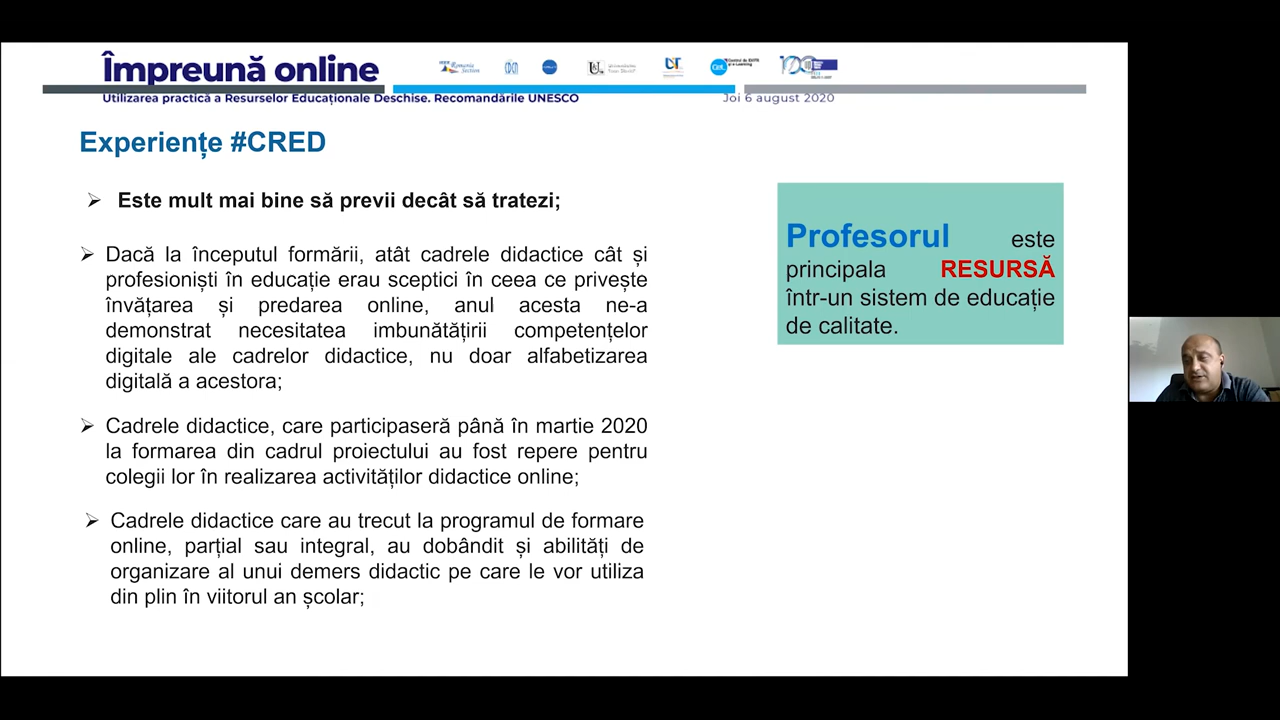 Împreună online
Utilizarea practică a Resurselor Educaționale Deschise. Recomandările UNESCO
Joi 6 august 2020
Experiențe #CRED
Este mult mai bine să previi decât să tratezi;
Dacă la începutul formării, atât cadrele didactice cât și
profesioniști în educație erau sceptici în ceea ce privește
învățarea și predarea online, anul acesta ne-a
demonstrat necesitatea imbunătățirii competențelor
digitale ale cadrelor didactice, nu doar alfabetizarea
digitală a acestora;
Cadrele didactice, care participaseră până în martie 2020
la formarea din cadrul proiectului au fost repere pentru
colegii lor în realizarea activităților didactice online;
Cadrele didactice care au trecut la programul de formare
online, parțial sau integral, au dobândit și abilități de
organizare al unui demers didactic pe care le vor utiliza
din plin în viitorul an școlar;
Profesorul este
principala RESURSĂ
într-un sistem de educație
de calitate.